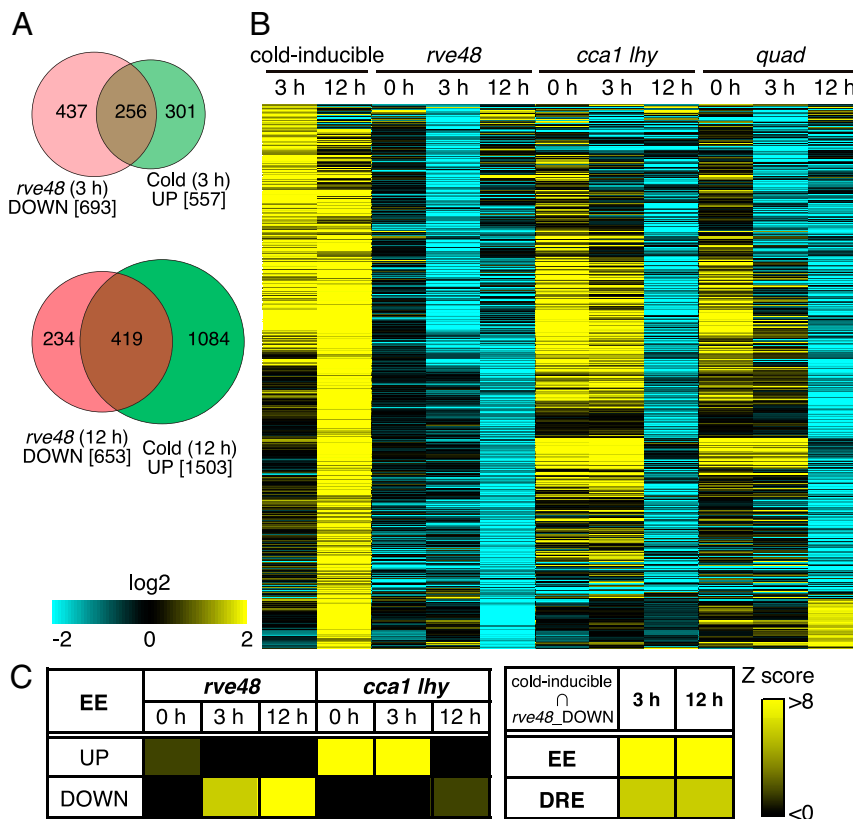 A
437 256 301
rve48 (3 h)
DOWN [693]
Cold (3 h)
UP [557]
234 419 1084
rve48 (12 h)
DOWN [653]
Cold (12 h)
UP [1503]
log2
-2 0 2
B
cold-inducible rve48 cca1 lhy quad
3 h 12 h 0 h 3 h 12 h 0 h 3 h 12 h 0 h 3 h 12 h
C
EE rve48 cca1 lhy
0 h 3 h 12 h 0 h 3 h 12 h
UP
DOWN
cold-inducible
∩
rve48_DOWN
3 h 12 h
EE
DRE
Z score
>8
<0